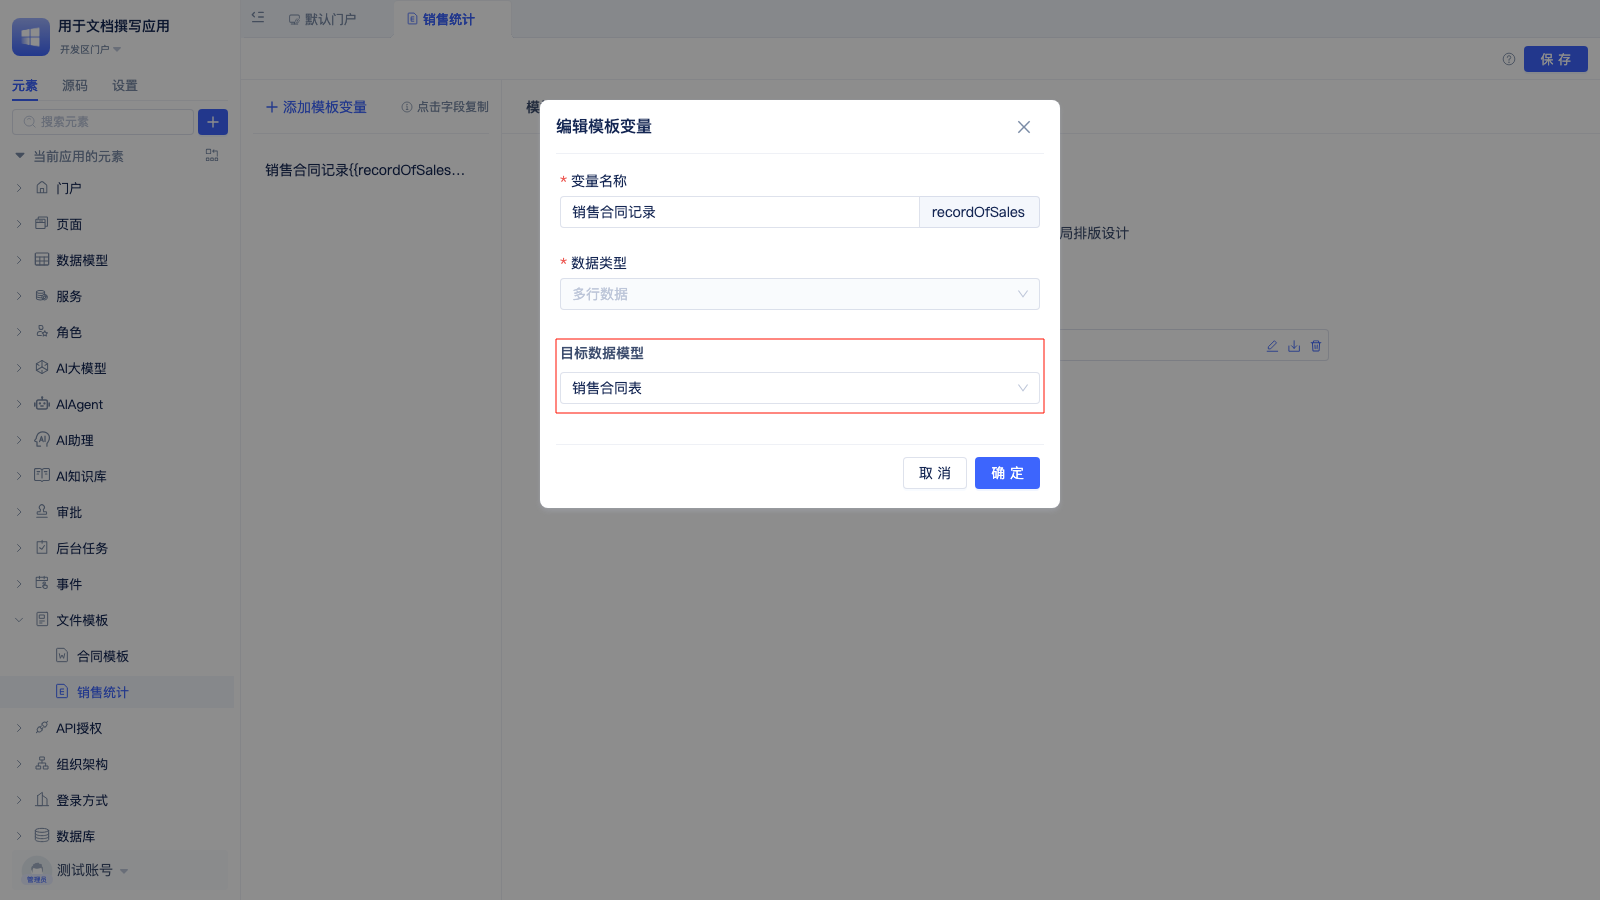 用于文档撰写应用
开发区门户
元素 源码 设置
搜索元素
当前应用的元素
门户
页面
数据模型
服务
角色
AI大模型
AIAgent
AI助理
AI知识库
审批
后台任务
事件
文件模板
合同模板
销售统计
API授权
组织架构
登录方式
数据库
管理员
测试账号
默认门户 销售统计
保 存
添加模板变量 点击字段复制
模
销售合同记录{{recordOfSales...
局排版设计
编辑模板变量
* 变量名称
销售合同记录 recordOfSales
* 数据类型
多行数据
目标数据模型
销售合同表
取 消 确 定